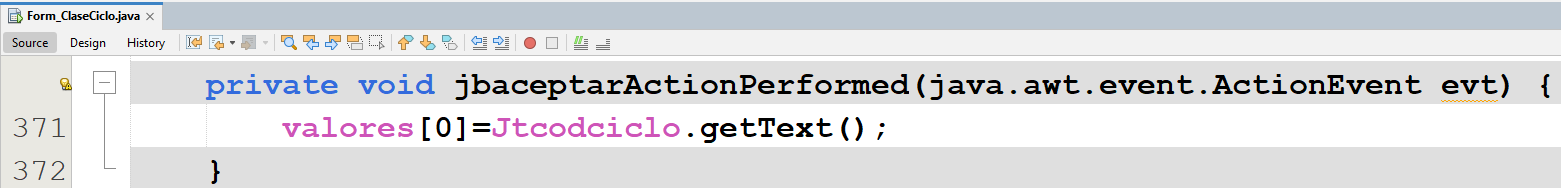 Form_ClaseCiclo.java
Source Design History
private void jbaceptarActionPerformed(java.awt.event.ActionEvent evt) {
371 valores[0]=Jtcodciclo.getText();
372 }